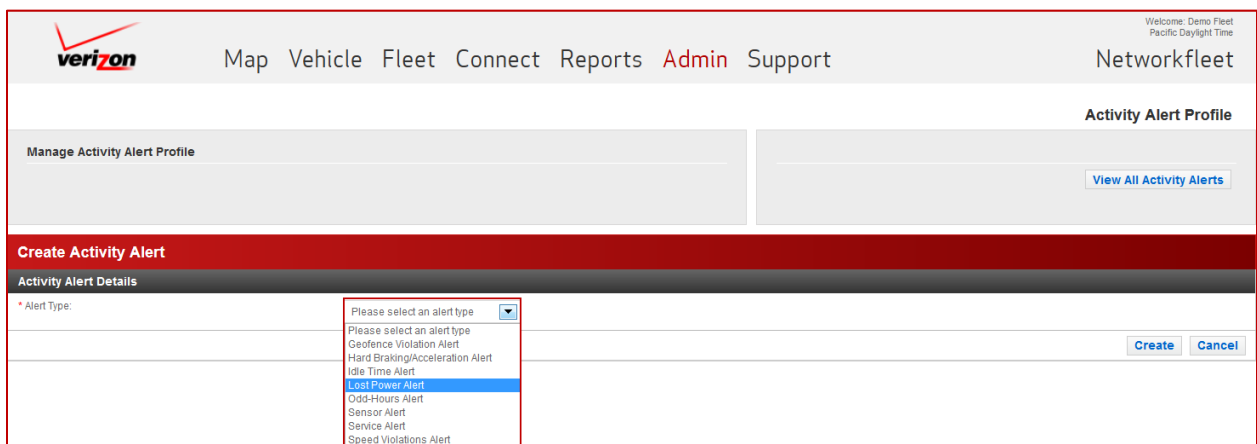 Welcome: Demo Fleet
Pacific Daylight Time
verizon
Map Vehicle Fleet Connect Reports Admin Support
Networkfleet
Activity Alert Profile
Manage Activity Alert Profile
View All Activity Alerts
Create Activity Alert
Activity Alert Details
* Alert Type:
Please select an alert type
Please select an alert type
Geofence Violation Alert
Hard Braking/Acceleration Alert
Idle Time Alert
Lost Power Alert
Odd-Hours Alert
Sensor Alert
Service Alert
Speed Violations Alert
Create Cancel